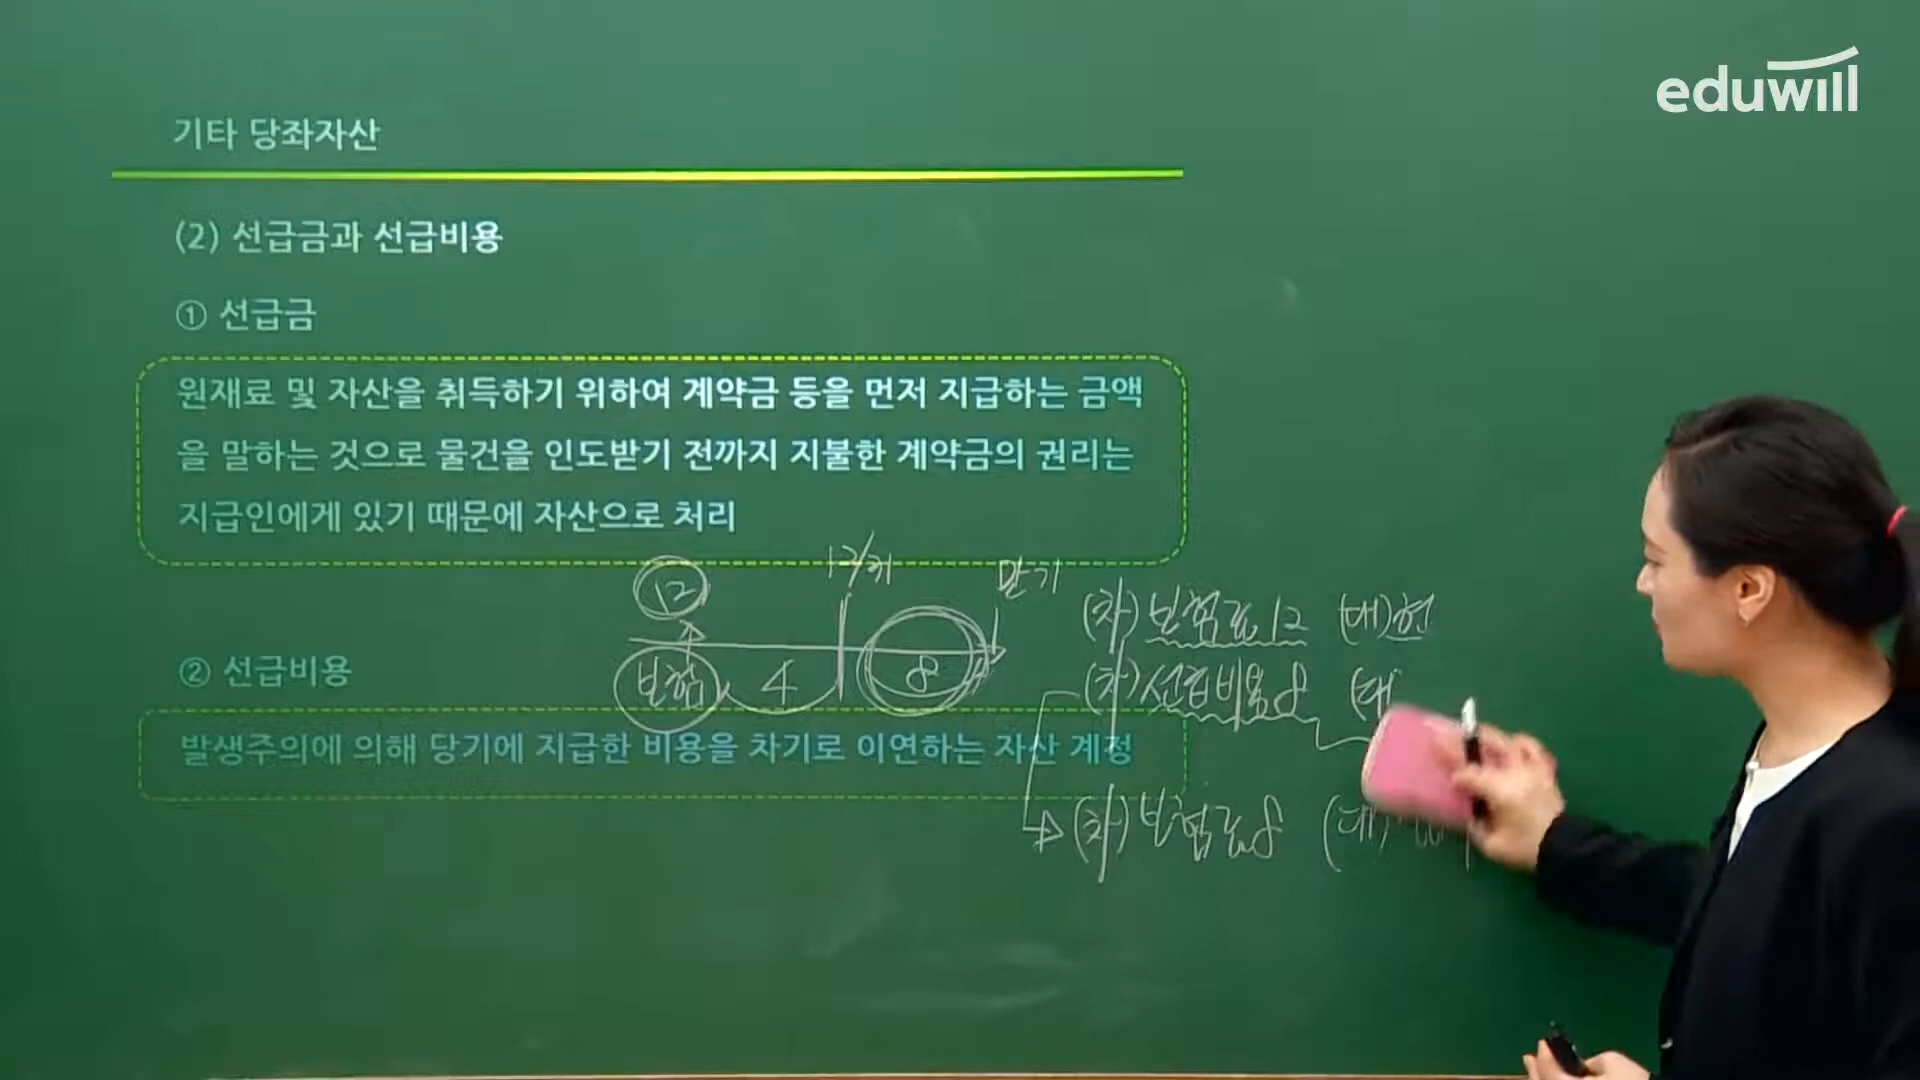 eduwill
기타 당좌자산
(2) 선급금과 선급비용
① 선급금
원재료 및 자산을 취득하기 위하여 계약금 등을 먼저 지급하는 금액
을 말하는 것으로 물건을 인도받기 전까지 지불한 계약금의 권리는
지급인에게 있기 때문에 자산으로 처리
12 12/31 만기
보험 4 8
(차) 보험료 12 (대) 현
(차) 선급비용 8 (대
② 선급비용
발생주의에 의해 당기에 지급한 비용을 차기로 이연하는 자산 계정
(차) 보험료 8 (대)